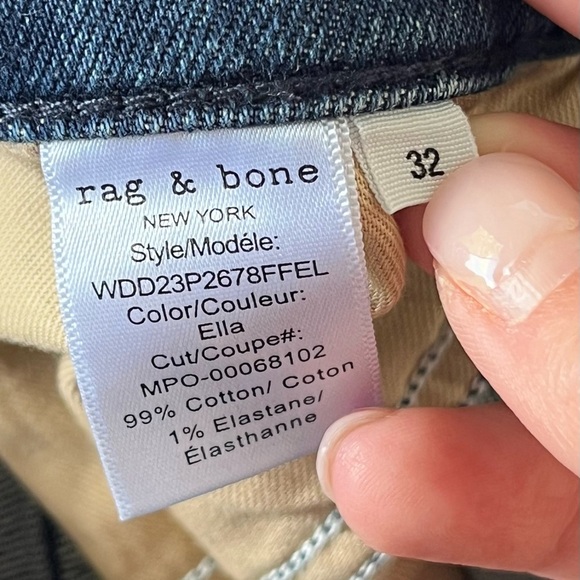 rag & bone
NEW YORK
Style/Modéle:
WDD23P2678FFEL
Color/Couleur:
Ella
Cut/Coupe#:
MPO-00068102
99% Cotton/ Coton
1% Elastane/
Élasthanne
32